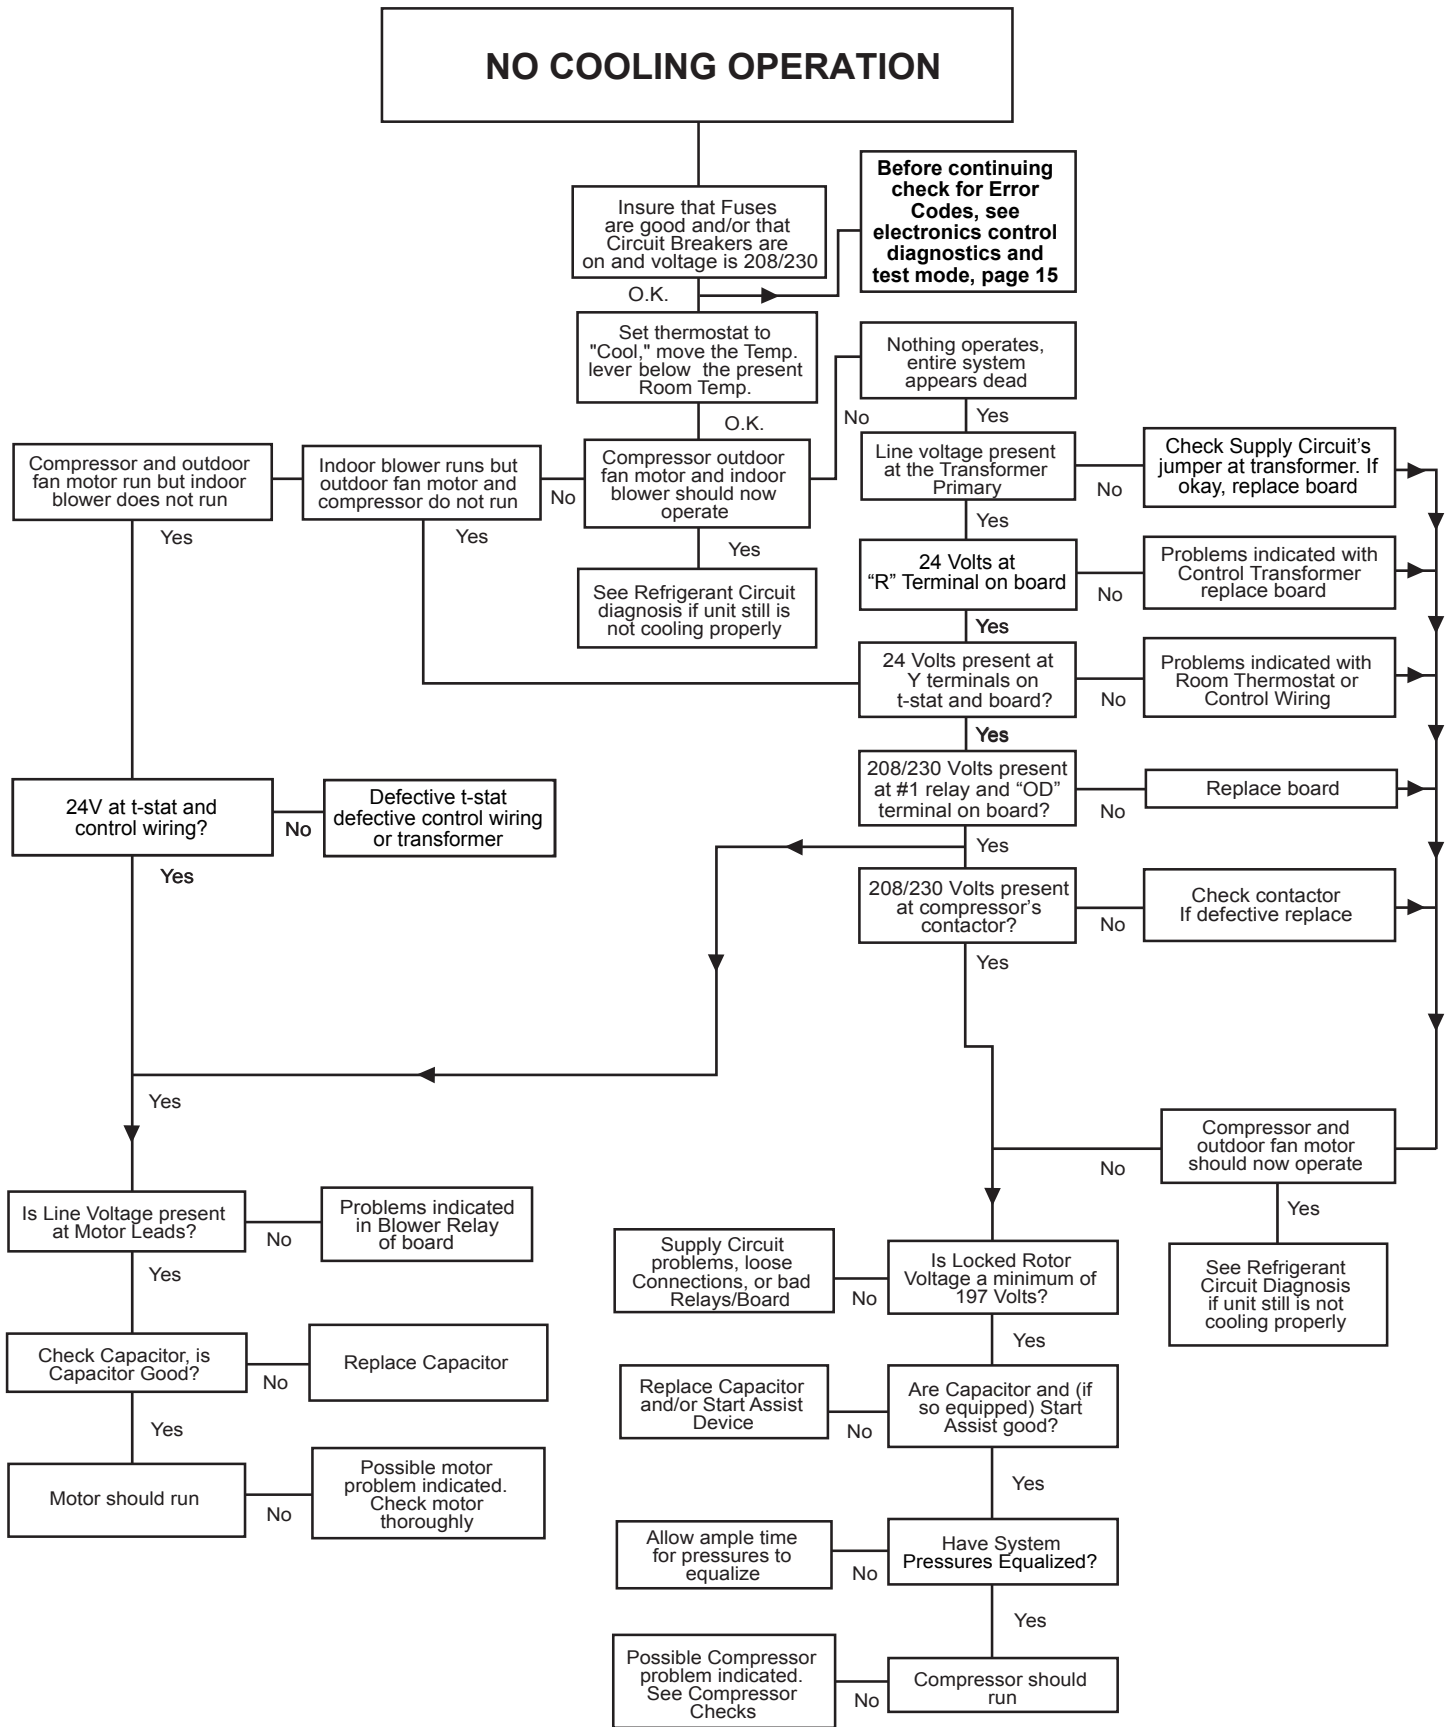 NO COOLING OPERATION
Before continuing
check for Error
Codes, see
electronics control
diagnostics and
test mode, page 15
Insure that Fuses
are good and/or that
Circuit Breakers are
on and voltage is 208/230
O.K.
Set thermostat to
"Cool," move the Temp.
lever below the present
Room Temp.
Nothing operates,
entire system
appears dead
No
Yes
O.K.
Compressor and outdoor
fan motor run but indoor
blower does not run
Yes
Indoor blower runs but
outdoor fan motor and
compressor do not run
Yes
No
Compressor outdoor
fan motor and indoor
blower should now
operate
Yes
Line voltage present
at the Transformer
Primary
No
Yes
Check Supply Circuit's
jumper at transformer. If
okay, replace board
See Refrigerant Circuit
diagnosis if unit still is
not cooling properly
24 Volts at
“R” Terminal on board
No
Yes
Problems indicated with
Control Transformer
replace board
24 Volts present at
Y terminals on
t-stat and board?
No
Yes
Problems indicated with
Room Thermostat or
Control Wiring
208/230 Volts present
at #1 relay and “OD”
terminal on board?
No
Yes
Replace board
24V at t-stat and
control wiring?
No
Yes
Defective t-stat
defective control wiring
or transformer
208/230 Volts present
at compressor's
contactor?
No
Yes
Check contactor
If defective replace
Yes
Compressor and
outdoor fan motor
should now operate
No
Yes
See Refrigerant
Circuit Diagnosis
if unit still is not
cooling properly
Is Line Voltage present
at Motor Leads?
No
Yes
Problems indicated
in Blower Relay
of board
Check Capacitor, is
Capacitor Good?
No
Yes
Replace Capacitor
Motor should run
No
Possible motor
problem indicated.
Check motor
thoroughly
Supply Circuit
problems, loose
Connections, or bad
Relays/Board
No
Is Locked Rotor
Voltage a minimum of
197 Volts?
Yes
Replace Capacitor
and/or Start Assist
Device
No
Are Capacitor and (if
so equipped) Start
Assist good?
Yes
Allow ample time
for pressures to
equalize
No
Have System
Pressures Equalized?
Yes
Possible Compressor
problem indicated.
See Compressor
Checks
No
Compressor should
run